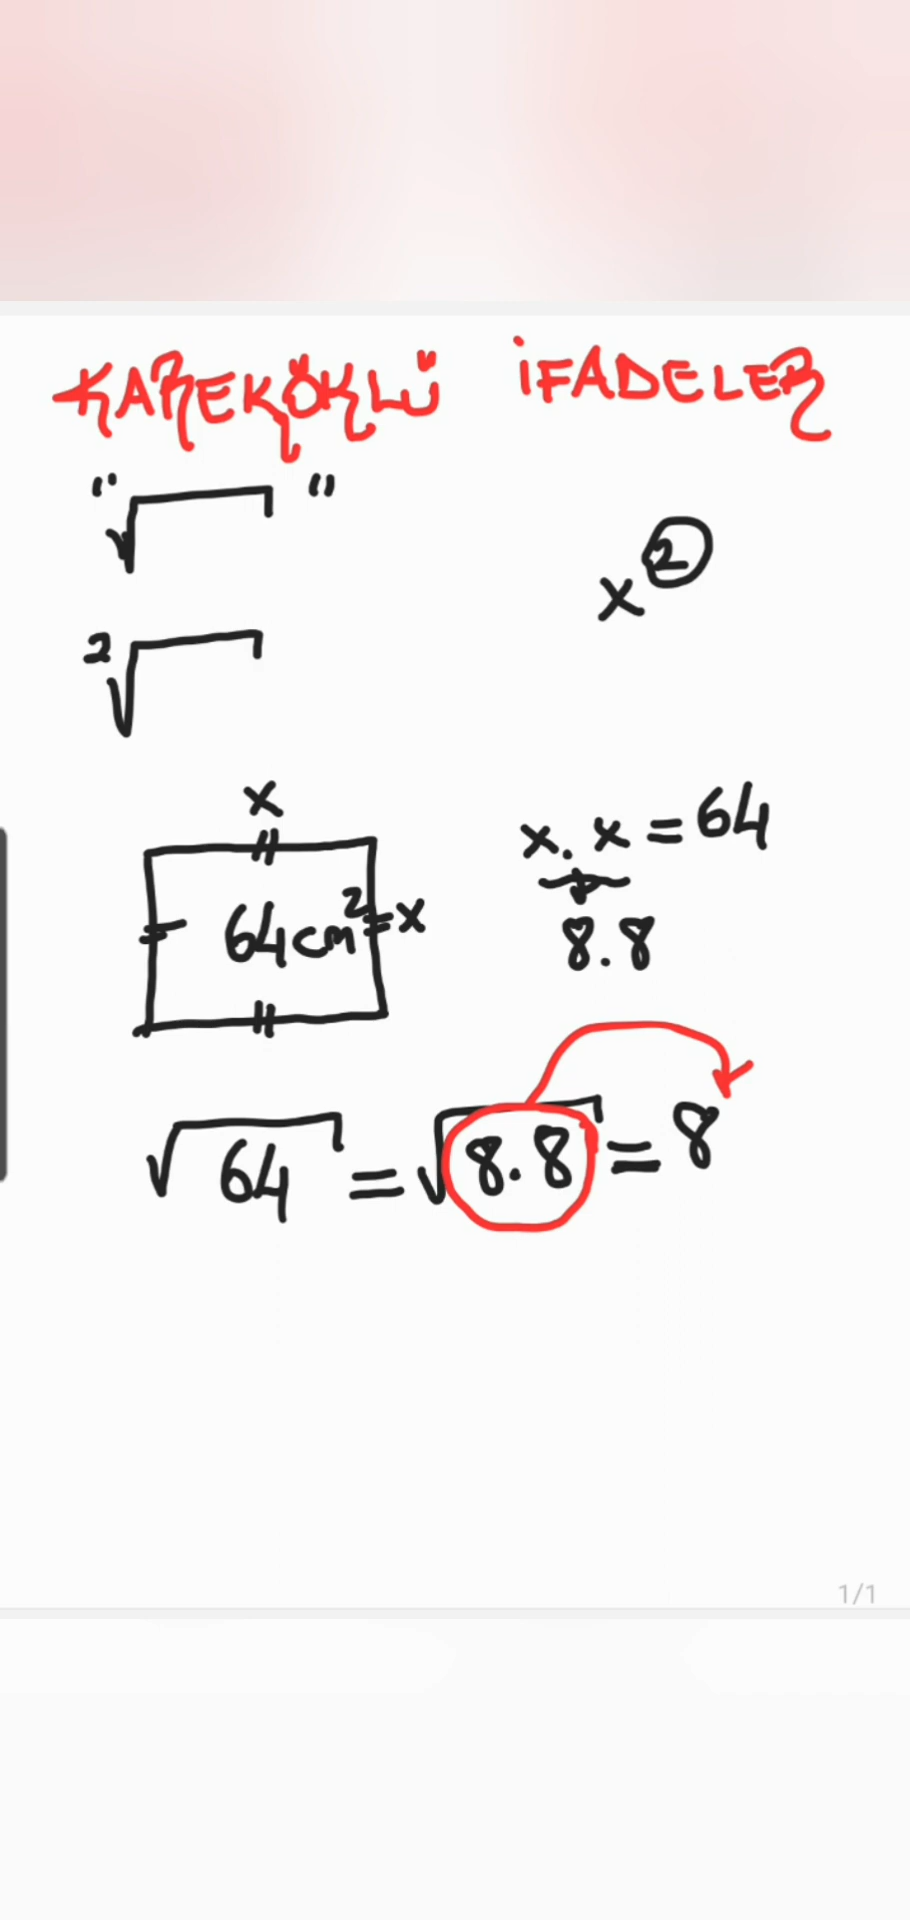 KAREKÖKLÜ İFADELER
"√ "
x²
²√
x
x . x = 64
64cm² x
8.8
√64 = √8.8 = 8
1/1